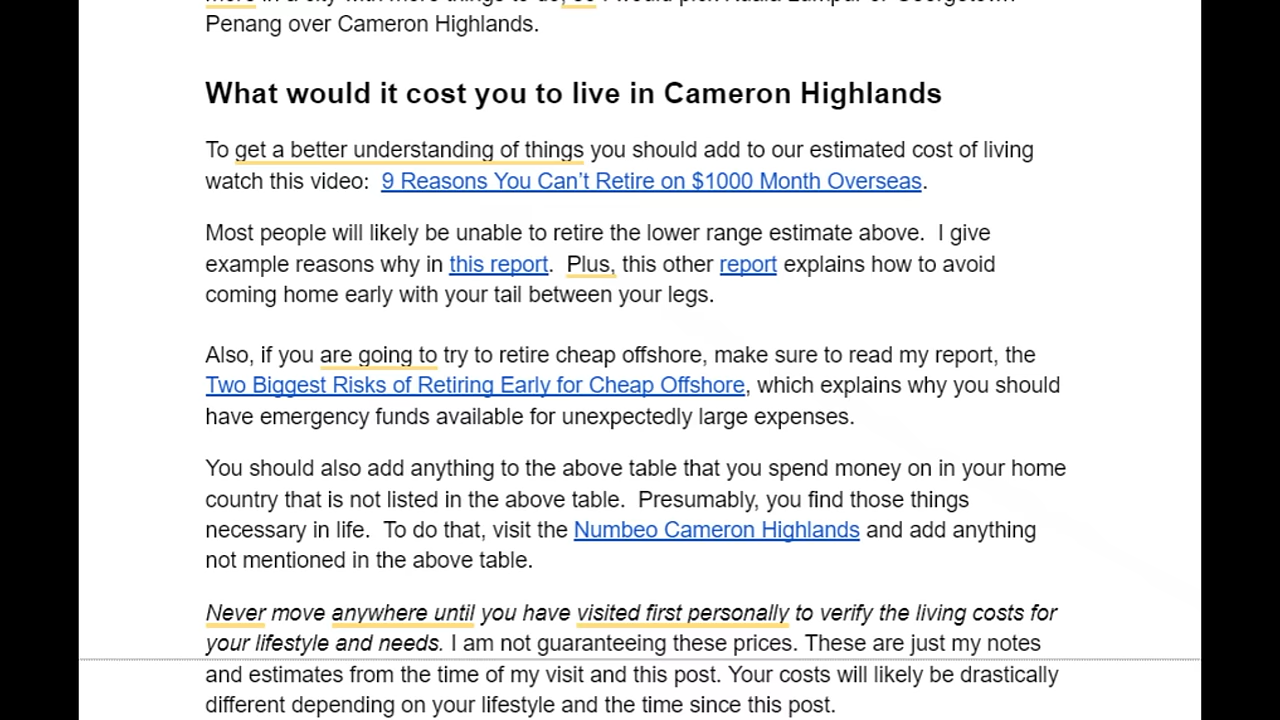 Penang over Cameron Highlands.
What would it cost you to live in Cameron Highlands
To get a better understanding of things you should add to our estimated cost of living
watch this video:  9 Reasons You Can’t Retire on $1000 Month Overseas.
Most people will likely be unable to retire the lower range estimate above.  I give
example reasons why in this report.  Plus, this other report explains how to avoid
coming home early with your tail between your legs.
Also, if you are going to try to retire cheap offshore, make sure to read my report, the
Two Biggest Risks of Retiring Early for Cheap Offshore, which explains why you should
have emergency funds available for unexpectedly large expenses.
You should also add anything to the above table that you spend money on in your home
country that is not listed in the above table.  Presumably, you find those things
necessary in life.  To do that, visit the Numbeo Cameron Highlands and add anything
not mentioned in the above table.
Never move anywhere until you have visited first personally to verify the living costs for
your lifestyle and needs. I am not guaranteeing these prices. These are just my notes
and estimates from the time of my visit and this post. Your costs will likely be drastically
different depending on your lifestyle and the time since this post.